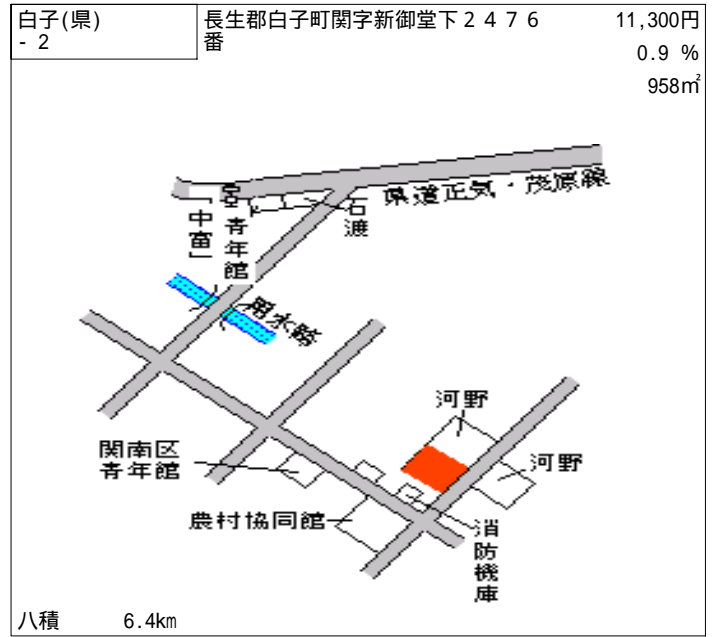 白子(県)
- 2
長生郡白子町関字新御堂下２４７６
番
11,300円
0.9 %
958㎡
県道正気・茂原線
石渡
青年館
「中富」
用水路
河野
河野
関南区
青年館
農村協同館
消防機庫
八積 6.4km